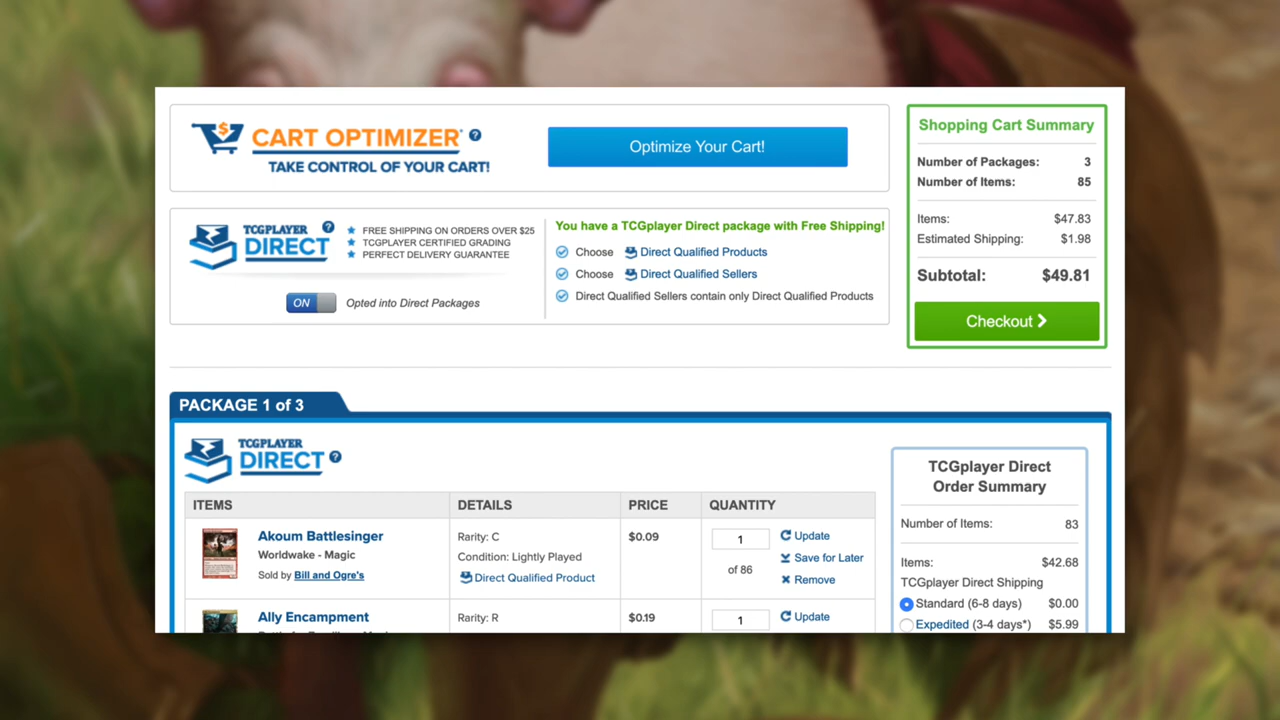 CART OPTIMIZER
TAKE CONTROL OF YOUR CART!
Optimize Your Cart!
Shopping Cart Summary
Number of Packages: 3
Number of Items: 85
Items: $47.83
Estimated Shipping: $1.98
Subtotal: $49.81
Checkout
TCGPLAYER
DIRECT
FREE SHIPPING ON ORDERS OVER $25
TCGPLAYER CERTIFIED GRADING
PERFECT DELIVERY GUARANTEE
ON Opted into Direct Packages
You have a TCGplayer Direct package with Free Shipping!
Choose Direct Qualified Products
Choose Direct Qualified Sellers
Direct Qualified Sellers contain only Direct Qualified Products
PACKAGE 1 of 3
TCGPLAYER
DIRECT
ITEMS DETAILS PRICE QUANTITY
Akoum Battlesinger
Worldwake - Magic
Sold by Bill and Ogre's
Rarity: C
Condition: Lightly Played
Direct Qualified Product
$0.09
1
of 86
Update
Save for Later
Remove
Ally Encampment
Rarity: R
$0.19
1
Update
TCGplayer Direct
Order Summary
Number of Items: 83
Items: $42.68
TCGplayer Direct Shipping
Standard (6-8 days) $0.00
Expedited (3-4 days*) $5.99